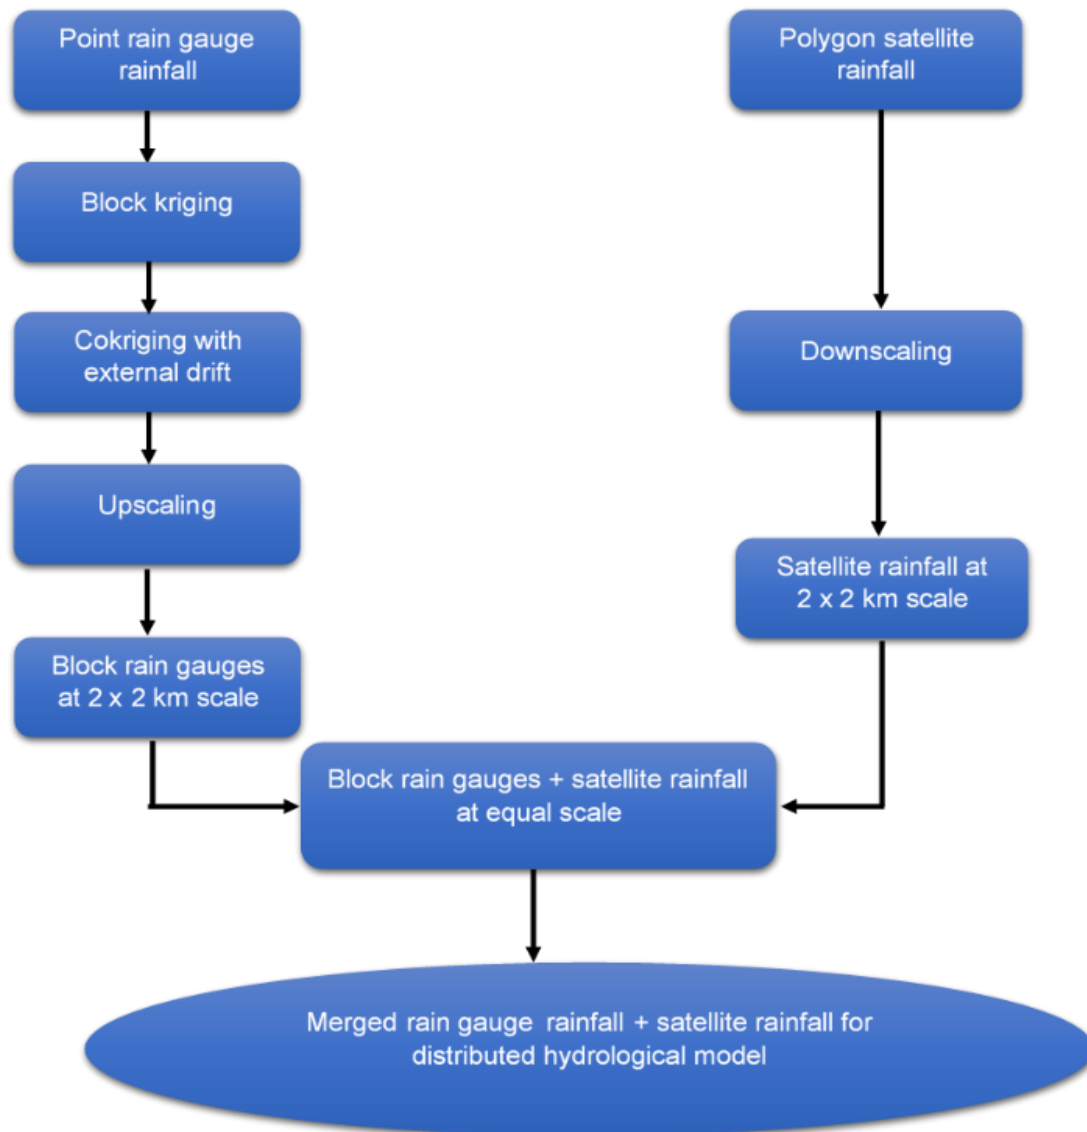 Point rain gauge
rainfall
Polygon satellite
rainfall
Block kriging
Cokriging with
external drift
Downscaling
Upscaling
Satellite rainfall at
2 x 2 km scale
Block rain gauges
at 2 x 2 km scale
Block rain gauges + satellite rainfall
at equal scale
Merged rain gauge rainfall + satellite rainfall for
distributed hydrological model